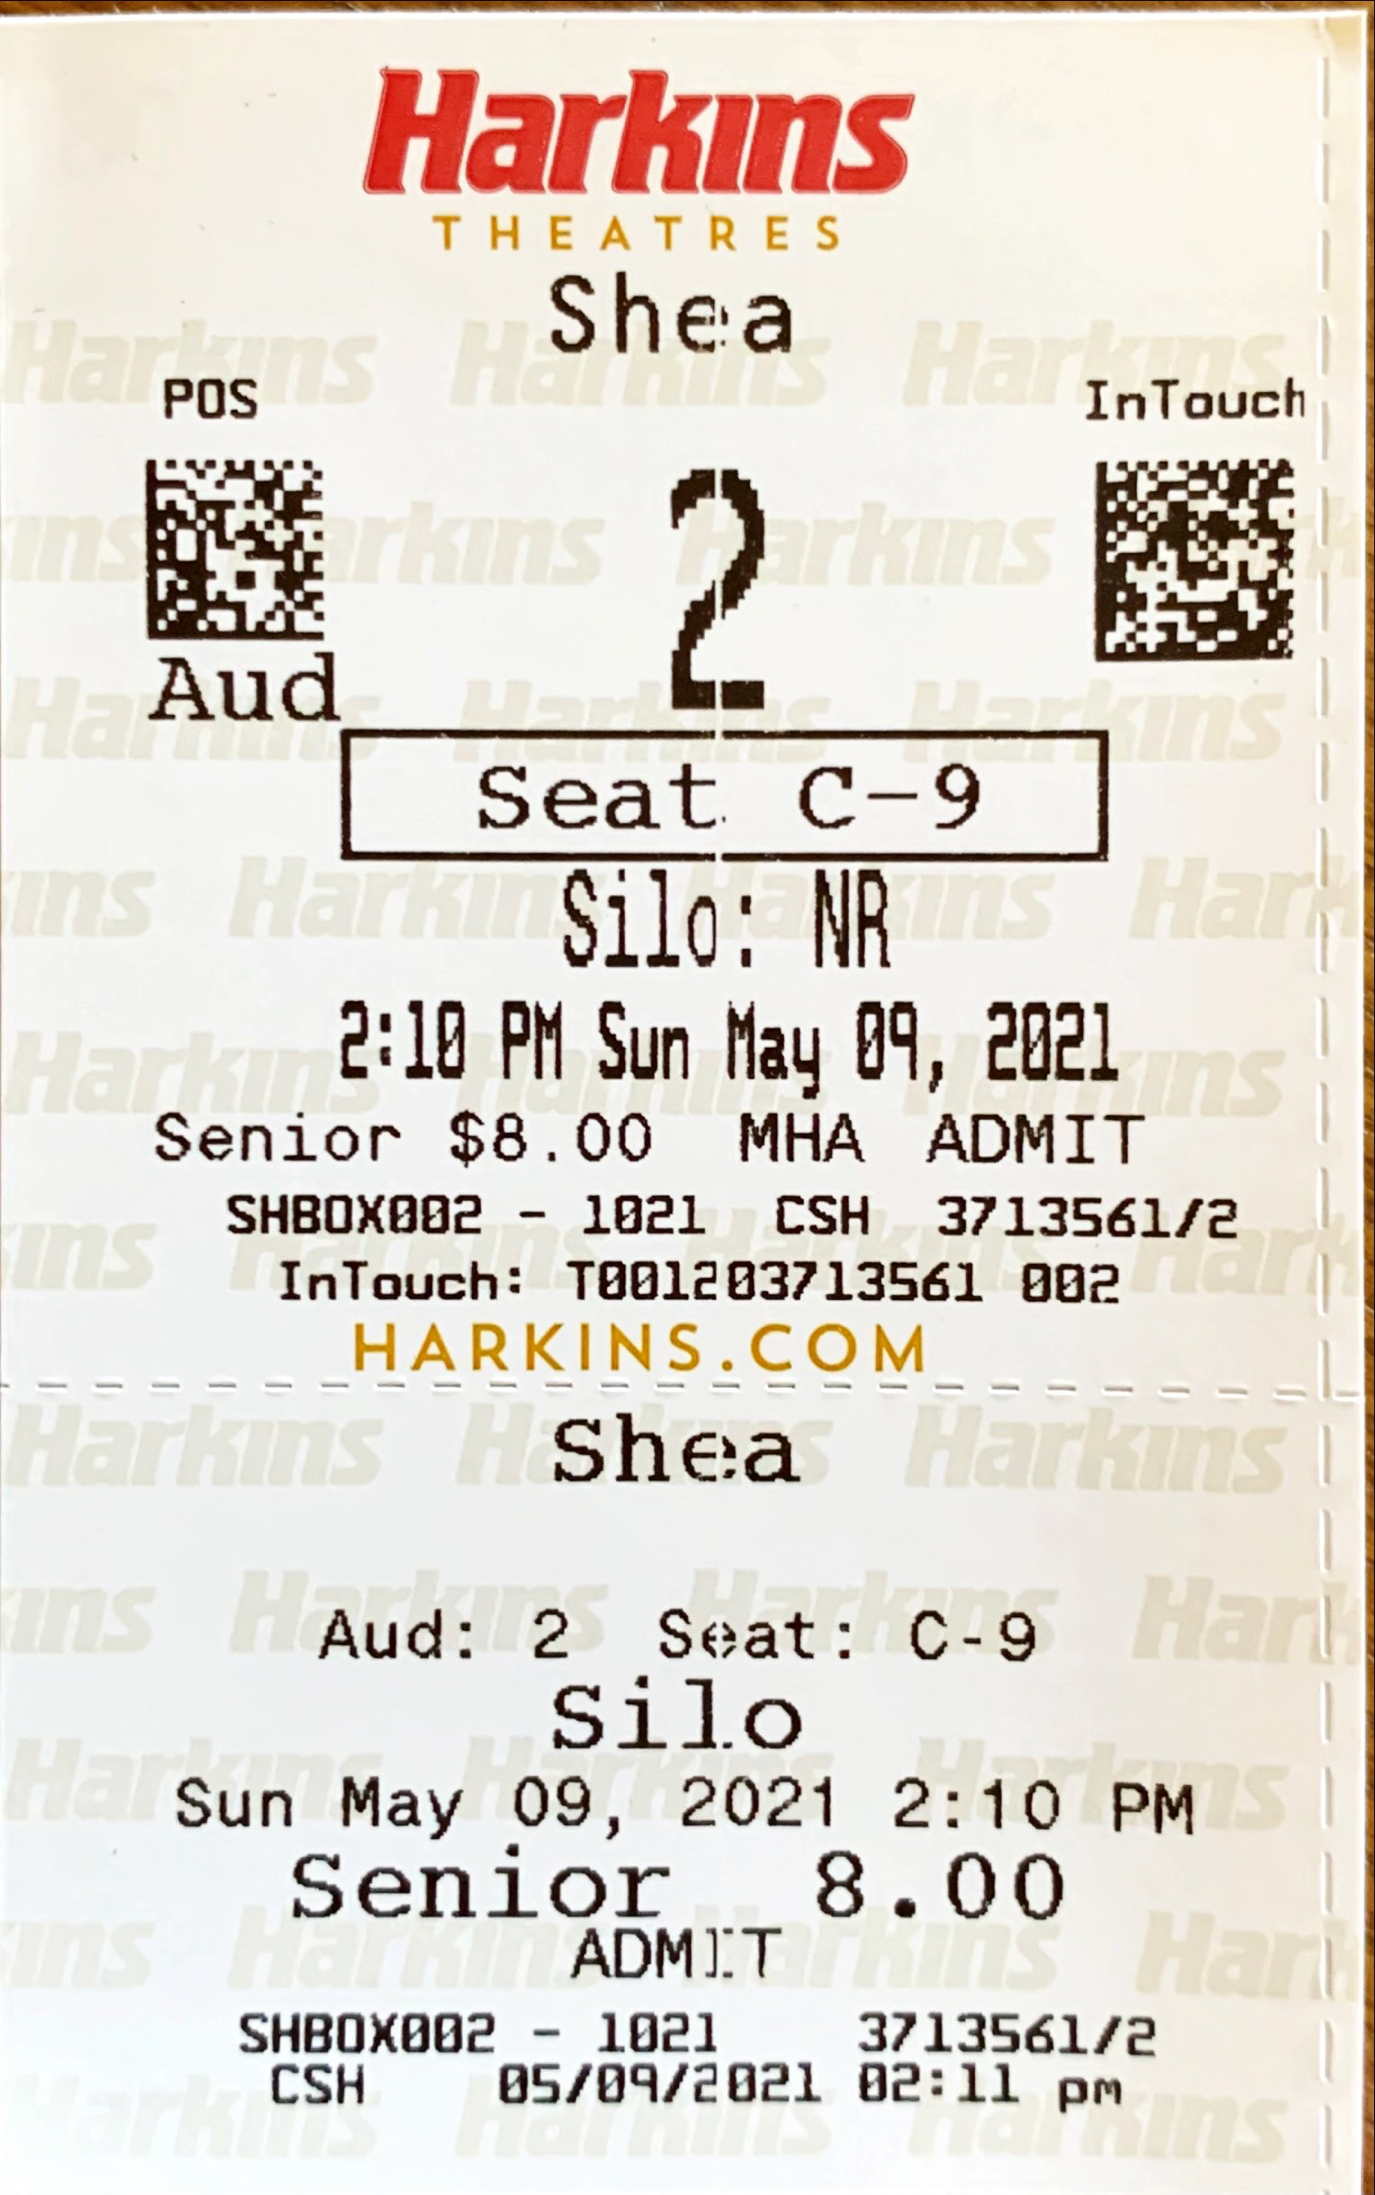 Harkins
THEATRES
Shea
POS InTouch
2
Aud
Seat C-9
Silo: NR
2:10 PM Sun May 09, 2021
Senior $8.00 MHA ADMIT
SHBOX002 - 1021 CSH 3713561/2
InTouch: T001203713561 002
HARKINS.COM
Shea
Aud: 2 Seat: C-9
Silo
Sun May 09, 2021 2:10 PM
Senior 8.00
ADMIT
SHBOX002 - 1021 3713561/2
CSH 05/09/2021 02:11 pm